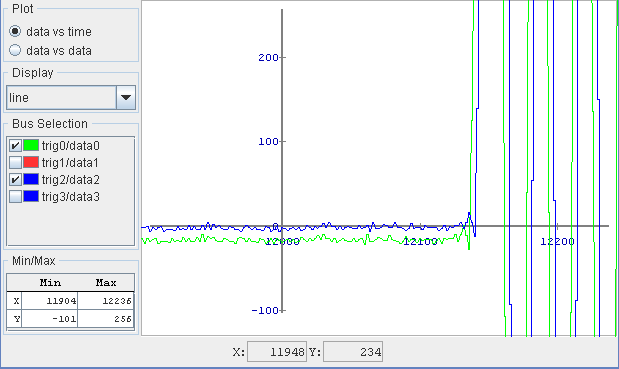 Plot
data vs time
data vs data
Display
line
Bus Selection
trig0/data0
trig1/data1
trig2/data2
trig3/data3
Min/Max
Min Max
X 11904 12236
Y -101 256
200
100
0
-100
12000 12100 12200
X: 11948 Y: 234